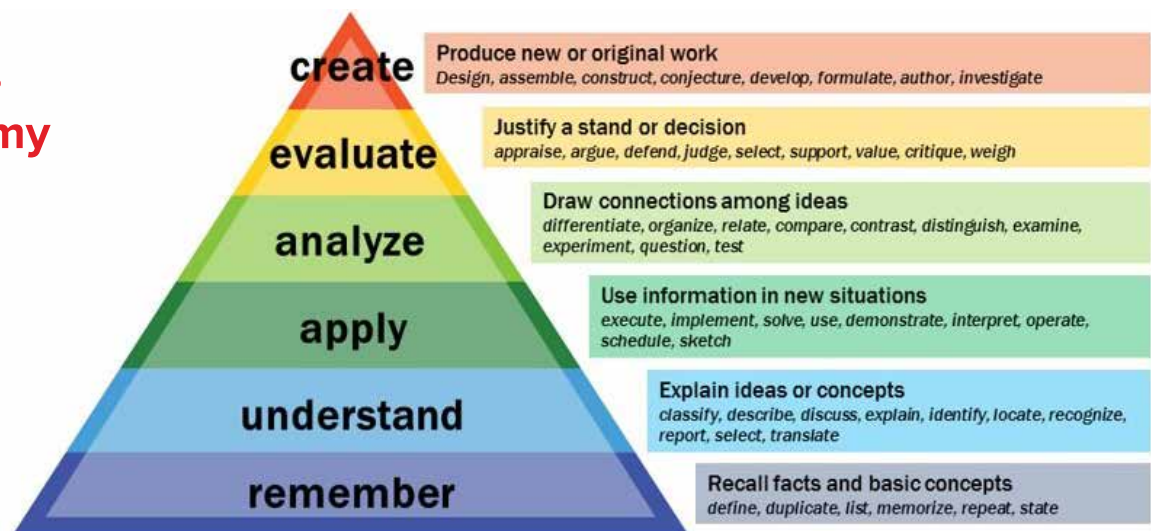 my
create
Produce new or original work
Design, assemble, construct, conjecture, develop, formulate, author, investigate
evaluate
Justify a stand or decision
appraise, argue, defend, judge, select, support, value, critique, weigh
analyze
Draw connections among ideas
differentiate, organize, relate, compare, contrast, distinguish, examine,
experiment, question, test
apply
Use information in new situations
execute, implement, solve, use, demonstrate, interpret, operate,
schedule, sketch
understand
Explain ideas or concepts
classify, describe, discuss, explain, identify, locate, recognize,
report, select, translate
remember
Recall facts and basic concepts
define, duplicate, list, memorize, repeat, state